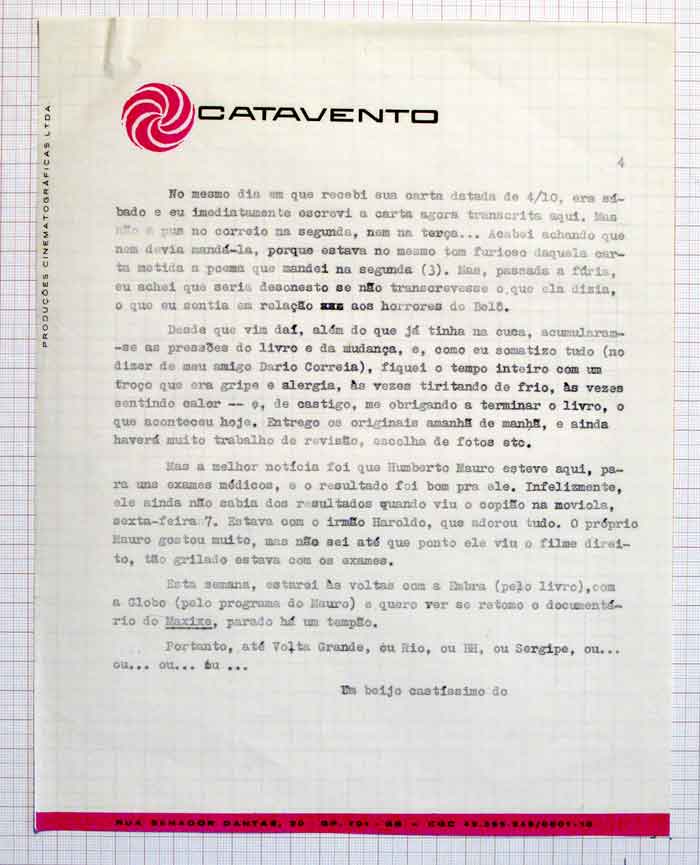 CATAVENTO
PRODUÇÕES CINEMATOGRÁFICAS LTDA
4
No mesmo dia em que recebi sua carta datada de 4/10, era sá-
bado e eu imediatamente escrevi a carta agora transcrita aqui. Mas
não a pus no correio na segunda, nem na terça... Acabei achando que
nem devia mandá-la, porque estava no mesmo tom furioso daquela car-
ta metida a poema que mandei na segunda (3). Mas, passada a fúria,
eu achei que seria desonesto se não transcrevesse o que ela dizia,
o que eu sentia em relação xxx aos horrores do Belô.
Desde que vim daí, além do que já tinha na cuca, acumularam-
-se as pressões do livro e da mudança, e, como eu somatizo tudo (no
dizer de meu amigo Dario Correia), fiquei o tempo inteiro com um
troço que era gripe e alergia, às vezes tiritando de frio, às vezes
sentindo calor -- e, de castigo, me obrigando a terminar o livro, o
que aconteceu hoje. Entrego os originais amanhã de manhã, e ainda
haverá muito trabalho de revisão, escolha de fotos etc.
Mas a melhor notícia foi que Humberto Mauro esteve aqui, pa-
ra uns exames médicos, e o resultado foi bom pra ele. Infelizmente,
ele ainda não sabia dos resultados quando viu o copião na moviola,
sexta-feira 7. Estava com o irmão Haroldo, que adorou tudo. O próprio
Mauro gostou muito, mas não sei até que ponto ele viu o filme direi-
to, tão grilado estava com os exames.
Esta semana, estarei às voltas com a Embra (pelo livro),com
a Globo (pelo programa do Mauro) e quero ver se retomo o documentá-
rio do Maxixe, parado há um tempão.
Portanto, até Volta Grande, ou Rio, ou BH, ou Sergipe, ou...
ou... ou... ou ...
Um beijo castíssimo do
RUA SENADOR DANTAS, 20 GP. 201